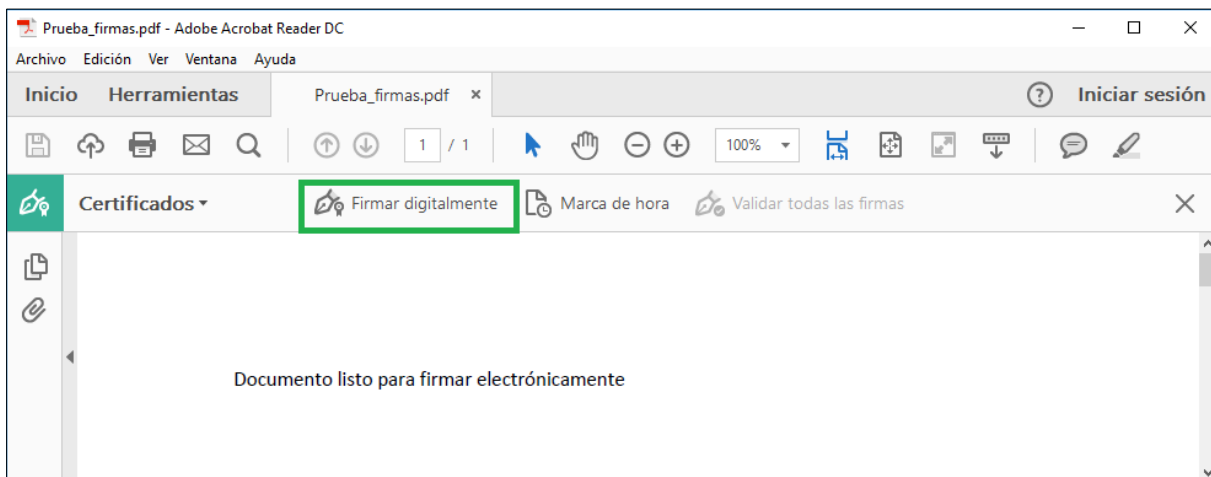 Prueba_firmas.pdf - Adobe Acrobat Reader DC
Archivo Edición Ver Ventana Ayuda
Inicio Herramientas Prueba_firmas.pdf × ? Iniciar sesión
1 / 1 100%
Certificados Firmar digitalmente Marca de hora Validar todas las firmas
Documento listo para firmar electrónicamente